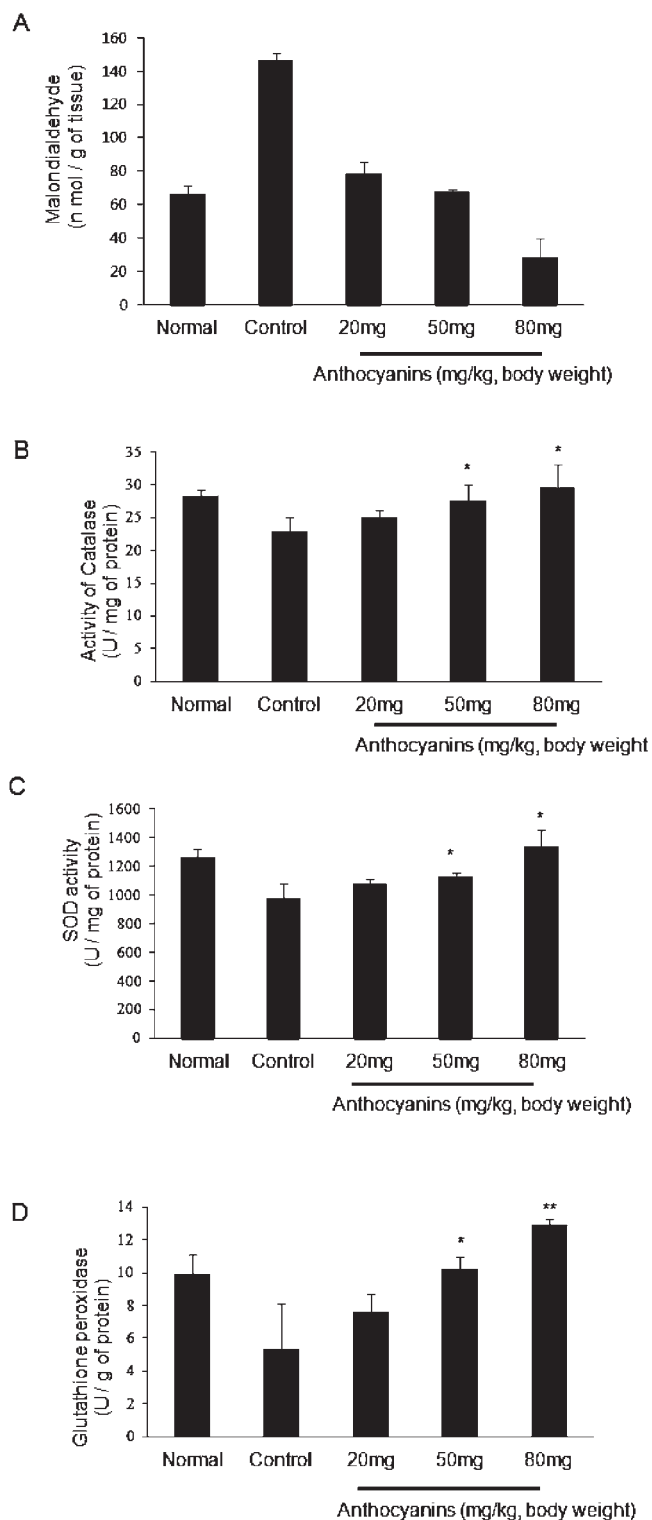 A
Malondialdehyde
(n mol / g of tissue)
160
140
120
100
80
60
40
20
0
Normal Control 20mg 50mg 80mg
Anthocyanins (mg/kg, body weight)
B
Activity of Catalase
(U / mg of protein)
35
30
25
20
15
10
5
0
* *
Normal Control 20mg 50mg 80mg
Anthocyanins (mg/kg, body weight
C
SOD activity
(U / mg of protein)
1600
1400
1200
1000
800
600
400
200
0
* *
Normal Control 20mg 50mg 80mg
Anthocyanins (mg/kg, body weight)
D
Glutathione peroxidase
(U / g of protein)
14
12
10
8
6
4
2
0
* **
Normal Control 20mg 50mg 80mg
Anthocyanins (mg/kg, body weight)